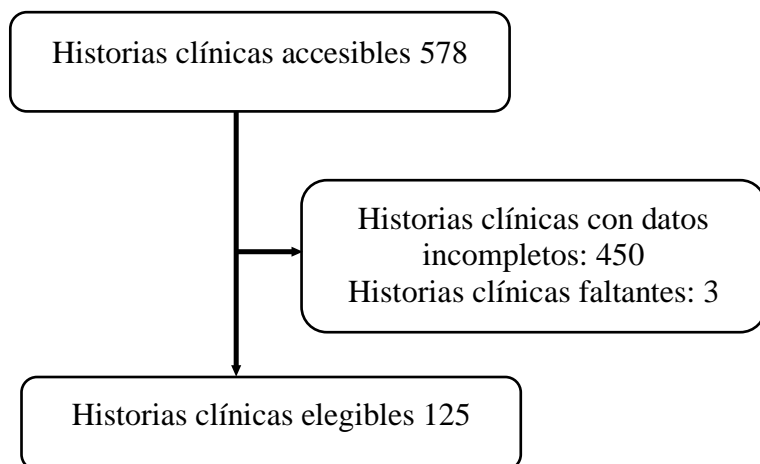 Historias clínicas accesibles 578
Historias clínicas con datos
incompletos: 450
Historias clínicas faltantes: 3
Historias clínicas elegibles 125